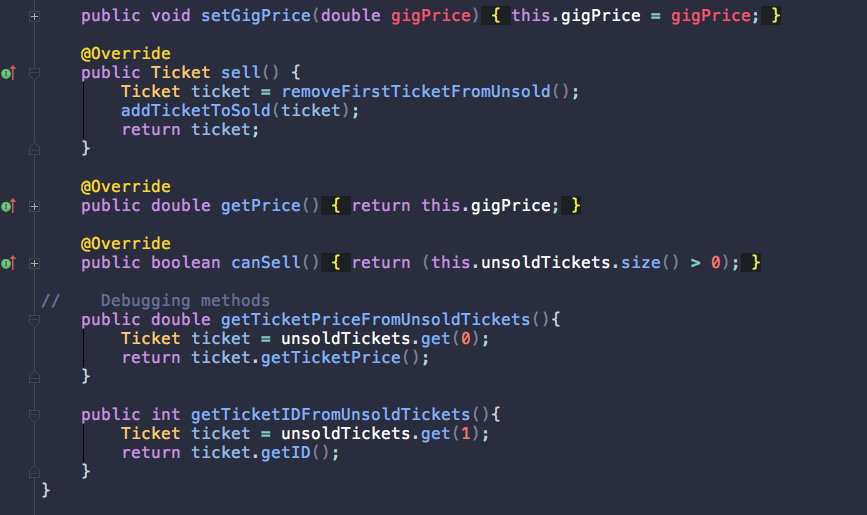 public void setGigPrice(double gigPrice) { this.gigPrice = gigPrice; }
@Override
public Ticket sell() {
Ticket ticket = removeFirstTicketFromUnsold();
addTicketToSold(ticket);
return ticket;
}
@Override
public double getPrice() { return this.gigPrice; }
@Override
public boolean canSell() { return (this.unsoldTickets.size() > 0); }
// Debugging methods
public double getTicketPriceFromUnsoldTickets(){
Ticket ticket = unsoldTickets.get(0);
return ticket.getTicketPrice();
}
public int getTicketIDFromUnsoldTickets(){
Ticket ticket = unsoldTickets.get(1);
return ticket.getID();
}
}